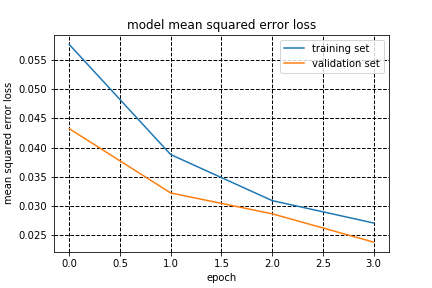 model mean squared error loss
training set
validation set
mean squared error loss
0.055
0.050
0.045
0.040
0.035
0.030
0.025
0.0 0.5 1.0 1.5 2.0 2.5 3.0
epoch